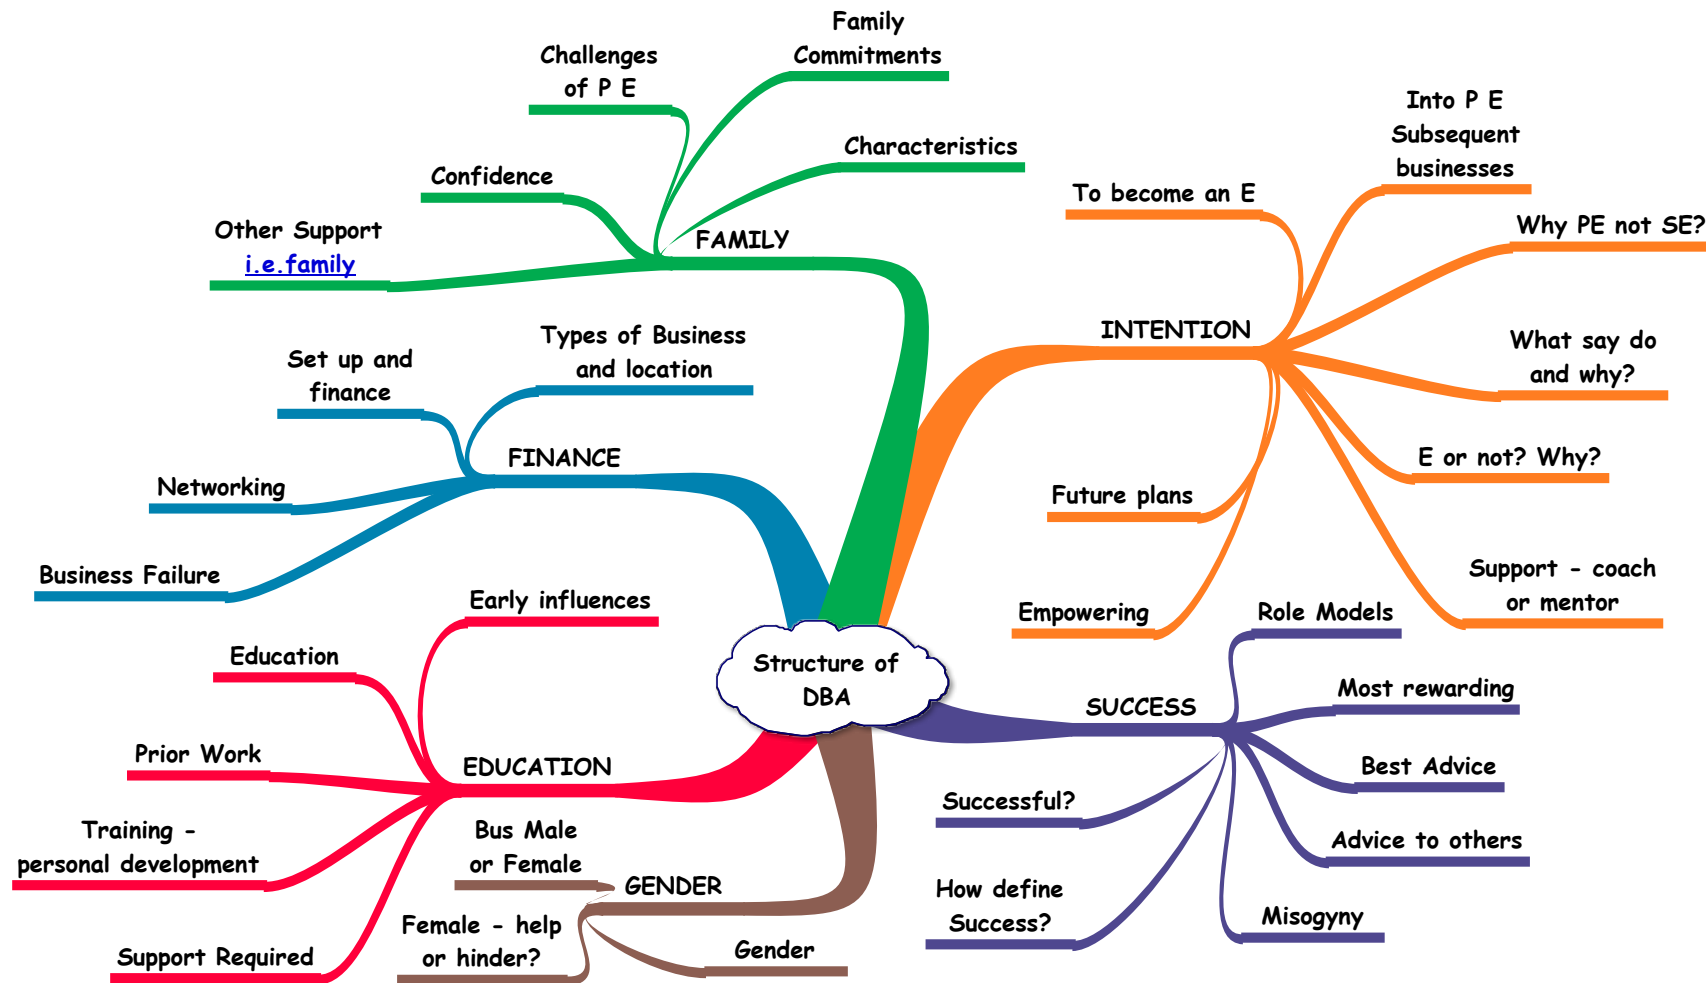 Structure of
DBA
FAMILY
Family
Commitments
Challenges
of P E
Characteristics
Confidence
Other Support
i.e.family
INTENTION
To become an E
Into P E
Subsequent
businesses
Why PE not SE?
What say do
and why?
E or not? Why?
Support - coach
or mentor
Future plans
Empowering
SUCCESS
Role Models
Most rewarding
Best Advice
Advice to others
Misogyny
Successful?
How define
Success?
GENDER
Bus Male
or Female
Female - help
or hinder?
Gender
EDUCATION
Early influences
Education
Prior Work
Training -
personal development
Support Required
FINANCE
Types of Business
and location
Set up and
finance
Networking
Business Failure